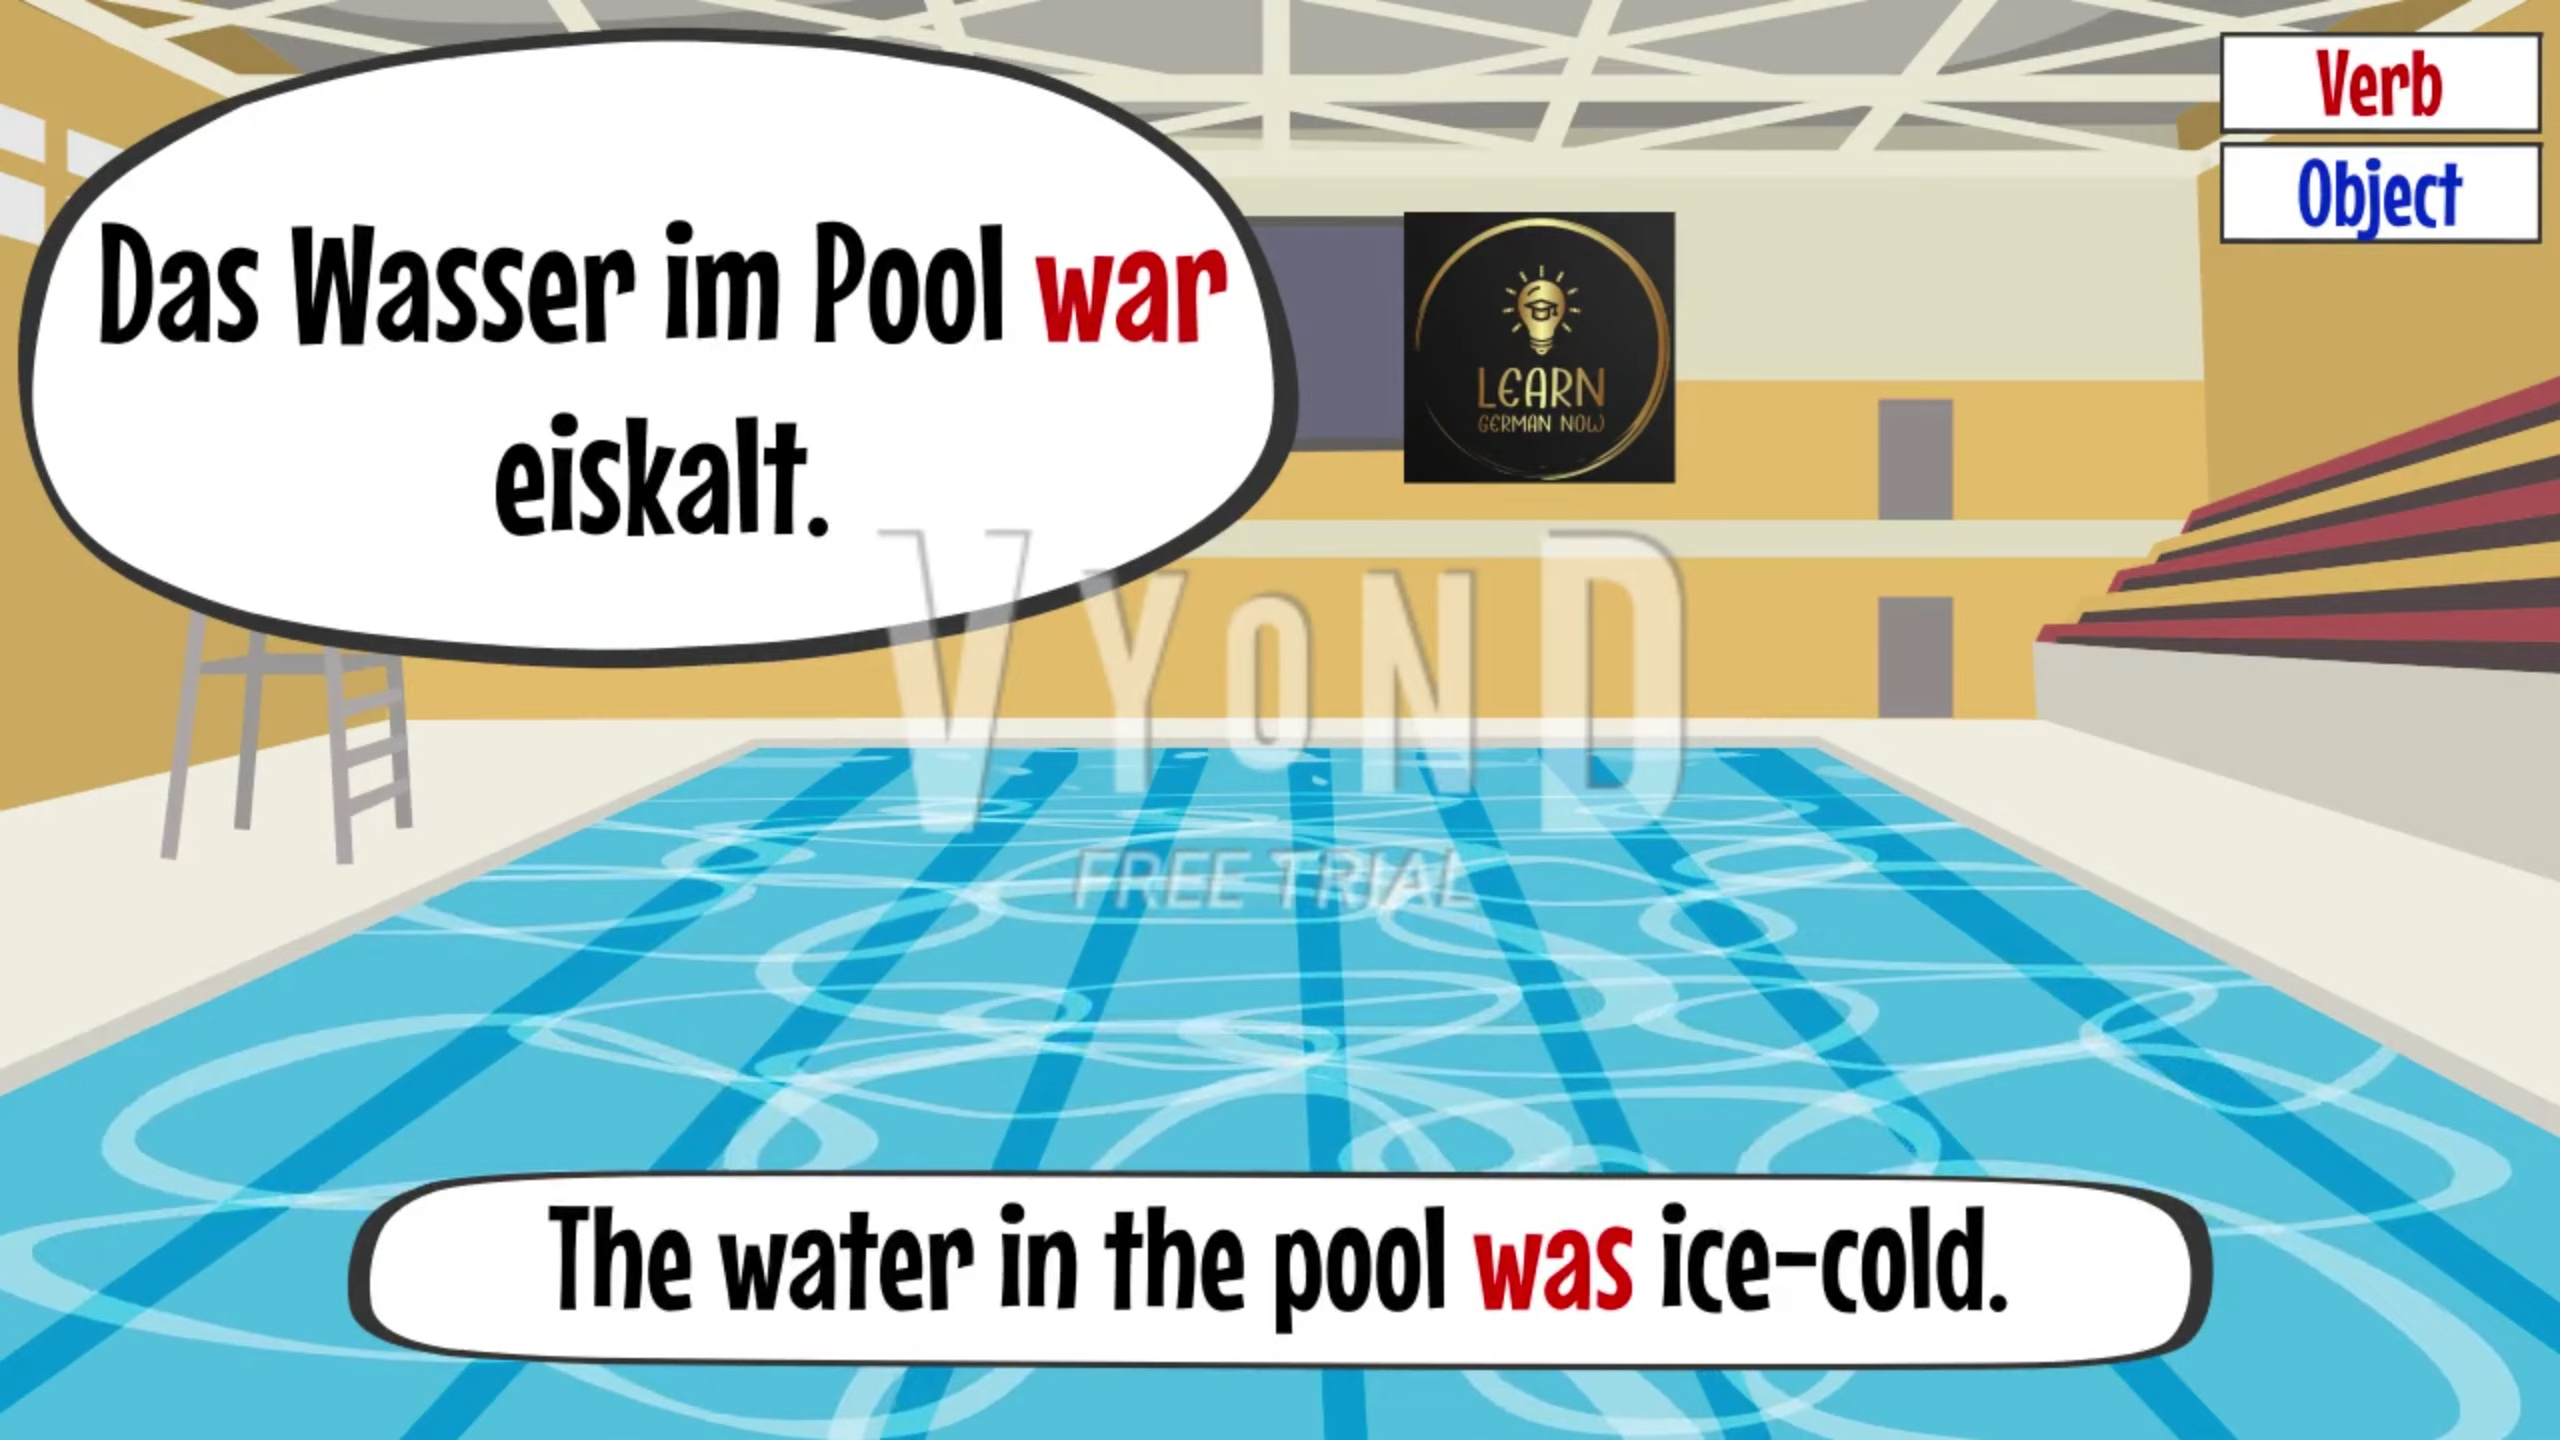 Das Wasser im Pool war
eiskalt.
Verb
Object
LEARN
GERMAN NOW
VYOND
FREE TRIAL
The water in the pool was ice-cold.